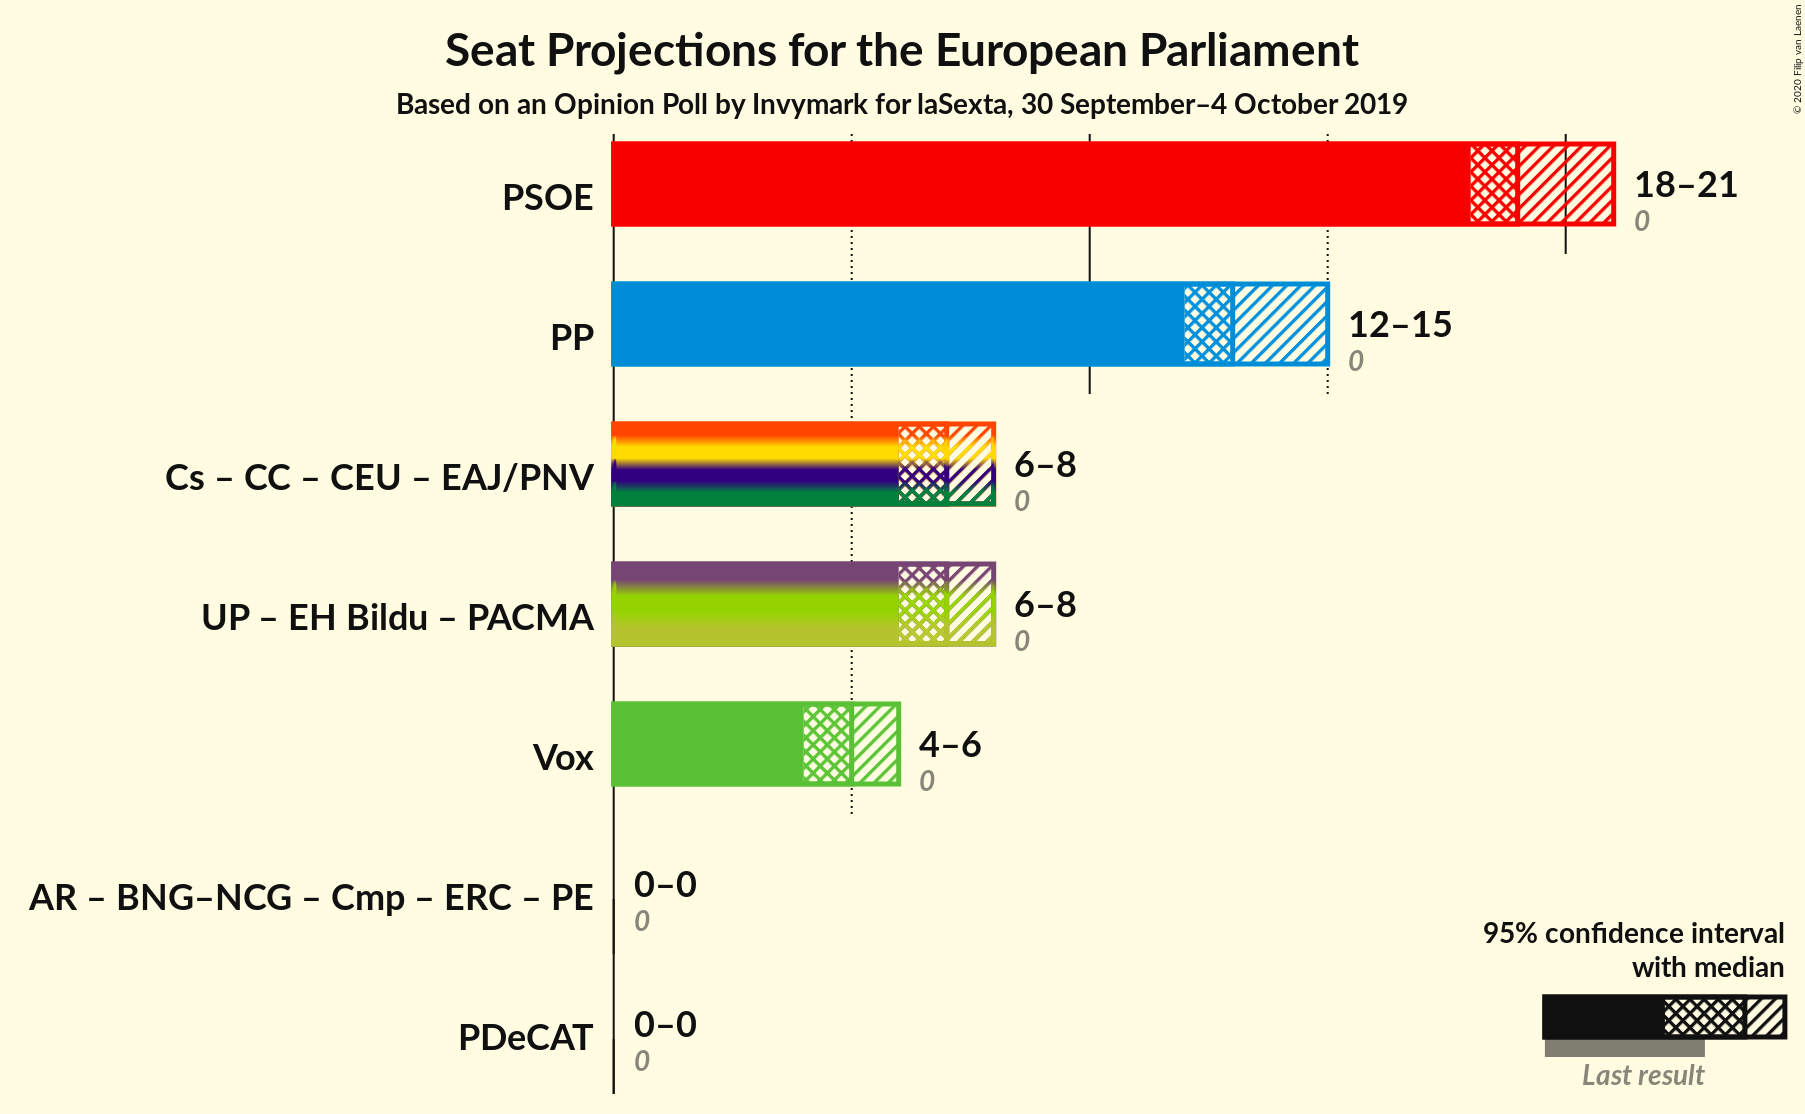 Seat Projections for the European Parliament
Based on an Opinion Poll by Invymark for laSexta, 30 September–4 October 2019
© 2020 Filip van Laenen
PSOE
18–21
0
PP
12–15
0
Cs – CC – CEU – EAJ/PNV
6–8
0
UP – EH Bildu – PACMA
6–8
0
Vox
4–6
0
AR – BNG–NCG – Cmp – ERC – PE
0–0
0
PDeCAT
0–0
0
95% confidence interval
with median
Last result